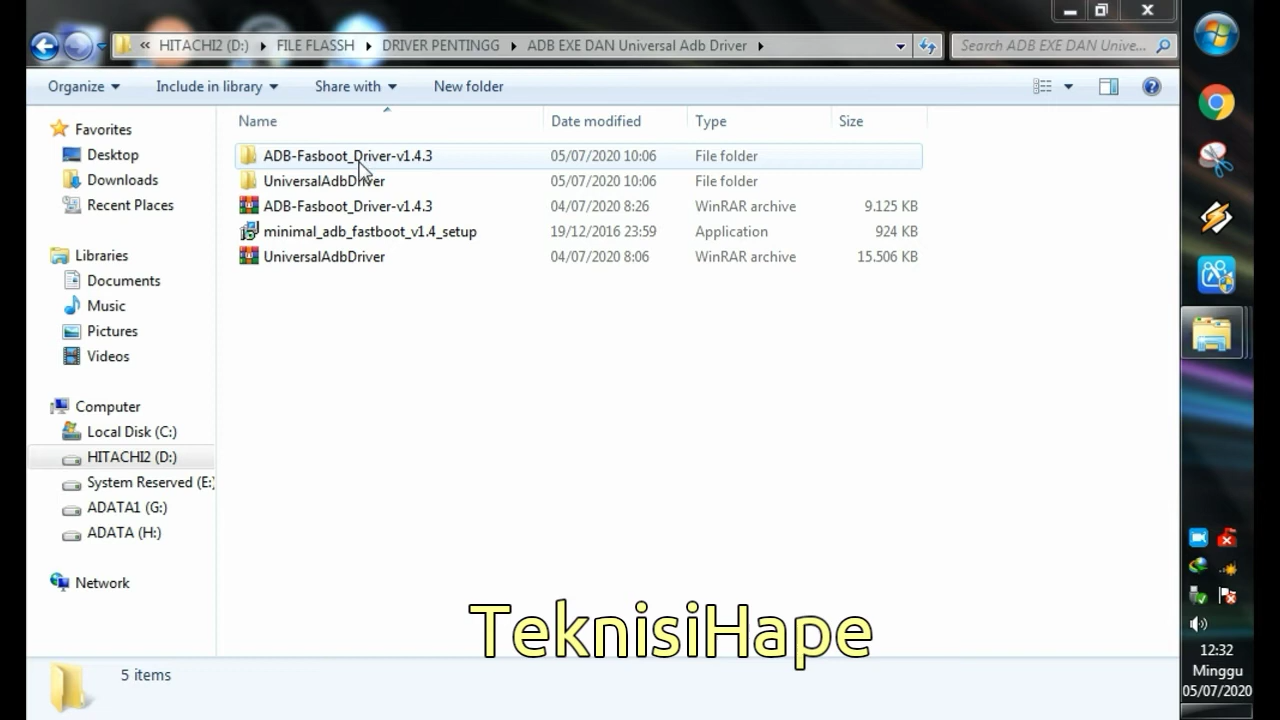 « HITACHI2 (D:) FILE FLASSH DRIVER PENTINGG ADB EXE DAN Universal Adb Driver
Search ADB EXE DAN Unive...
Organize Include in library Share with New folder
Name Date modified Type Size
ADB-Fasboot_Driver-v1.4.3 05/07/2020 10:06 File folder
UniversalAdbDriver 05/07/2020 10:06 File folder
ADB-Fasboot_Driver-v1.4.3 04/07/2020 8:26 WinRAR archive 9.125 KB
minimal_adb_fastboot_v1.4_setup 19/12/2016 23:59 Application 924 KB
UniversalAdbDriver 04/07/2020 8:06 WinRAR archive 15.506 KB
Favorites
Desktop
Downloads
Recent Places
Libraries
Documents
Music
Pictures
Videos
Computer
Local Disk (C:)
HITACHI2 (D:)
System Reserved (E:)
ADATA1 (G:)
ADATA (H:)
Network
TeknisiHape
5 items
12:32
Minggu
05/07/2020